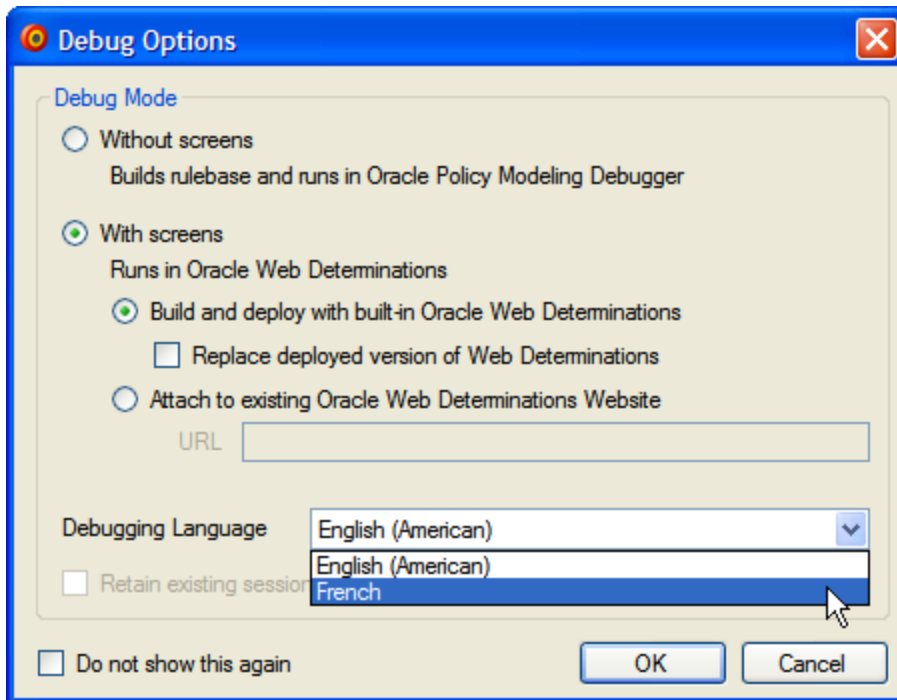 Debug Options
Debug Mode
Without screens
Builds rulebase and runs in Oracle Policy Modeling Debugger
With screens
Runs in Oracle Web Determinations
Build and deploy with built-in Oracle Web Determinations
Replace deployed version of Web Determinations
Attach to existing Oracle Web Determinations Website
URL
Debugging Language English (American)
English (American)
Retain existing session French
Do not show this again OK Cancel